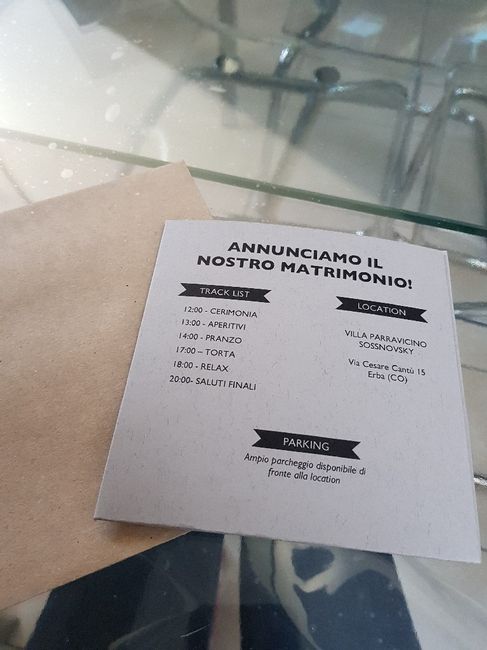 ANNUNCIAMO IL
NOSTRO MATRIMONIO!
TRACK LIST
12:00 - CERIMONIA
13:00 - APERITIVI
14:00 - PRANZO
17:00 – TORTA
18:00 - RELAX
20:00- SALUTI FINALI
LOCATION
VILLA PARRAVICINO
SOSSNOVSKY
Via Cesare Cantù 15
Erba (CO)
PARKING
Ampio parcheggio disponibile di
fronte alla location